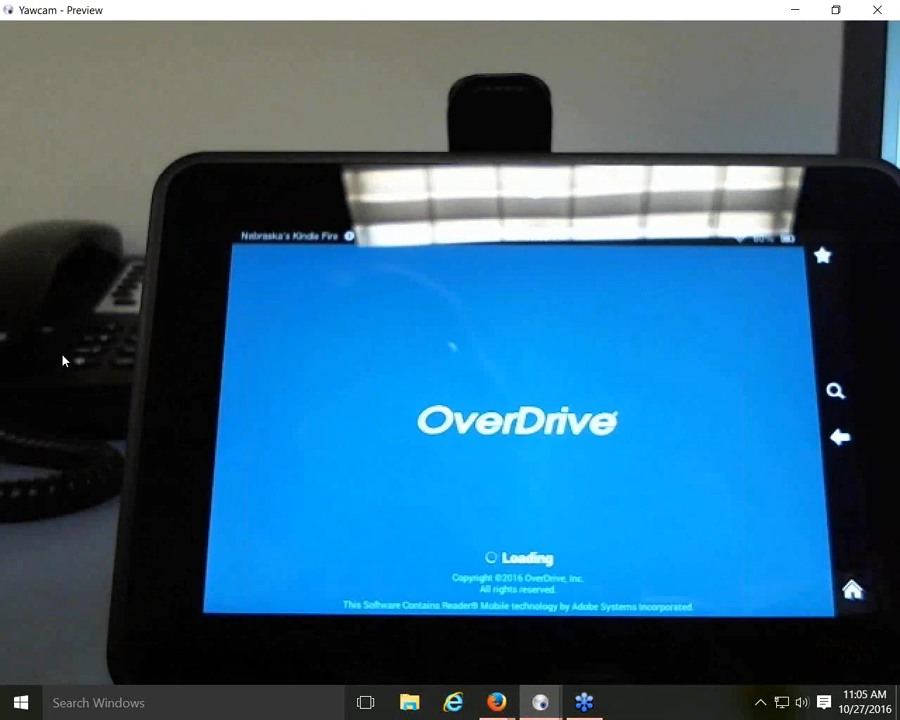 Yawcam - Preview
Nebraska's Kindle Fire
80%
OverDrive
Loading
Copyright ©2016 OverDrive, Inc.
All rights reserved.
This Software Contains Reader® Mobile technology by Adobe Systems Incorporated.
Search Windows
11:05 AM
10/27/2016